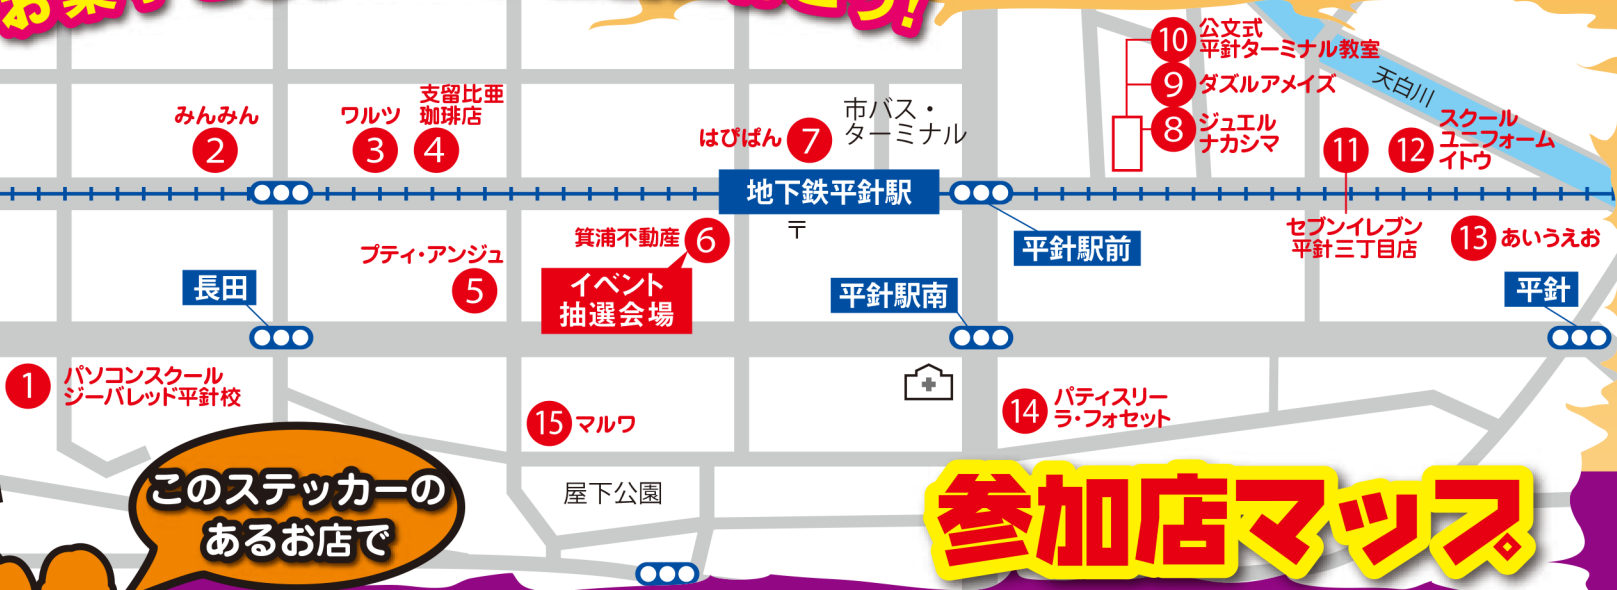 公文式
平針ターミナル教室
10
9
ダズルアメイズ
8
ジュエル
ナカシマ
天白川
みんみん
2
ワルツ
3
支留比亜
珈琲店
4
はぴぱん
7
市バス・
ターミナル
11
セブンイレブン
平針三丁目店
12
スクール
ユニフォーム
イトウ
地下鉄平針駅
〒
箕浦不動産
6
イベント
抽選会場
プティ・アンジュ
5
平針駅前
13
あいうえお
長田
平針駅南
平針
1
パソコンスクール
ジーバレッド平針校
15
マルワ
14
パティスリー
ラ・フォセット
屋下公園
このステッカーの
あるお店で
参加店マップ